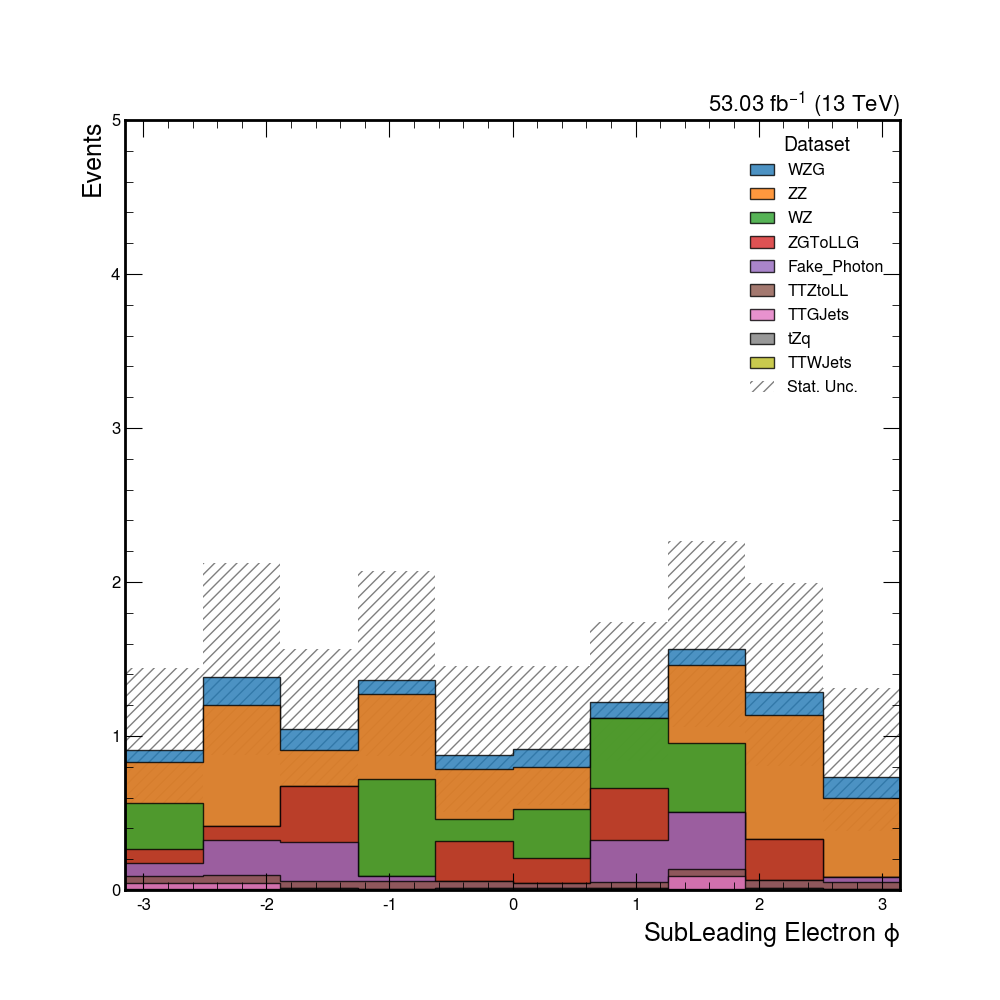 53.03 fb⁻¹ (13 TeV)
Events
5
4
3
2
1
0
Dataset
WZG
ZZ
WZ
ZGToLLG
Fake_Photon
TTZtoLL
TTGJets
tZq
TTWJets
Stat. Unc.
-3 -2 -1 0 1 2 3
SubLeading Electron ϕ